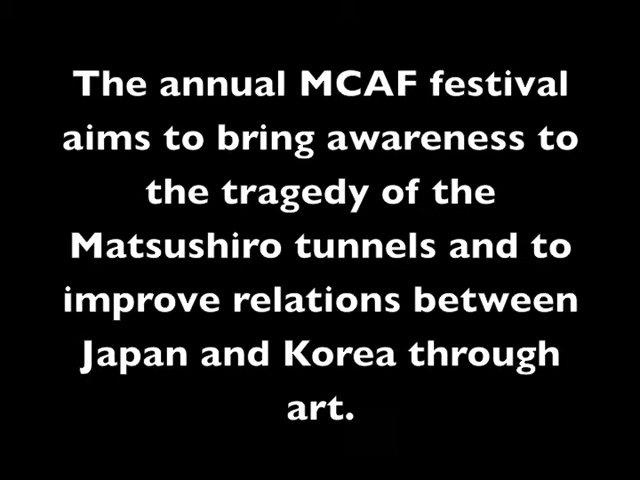 The annual MCAF festival
aims to bring awareness to
the tragedy of the
Matsushiro tunnels and to
improve relations between
Japan and Korea through
art.